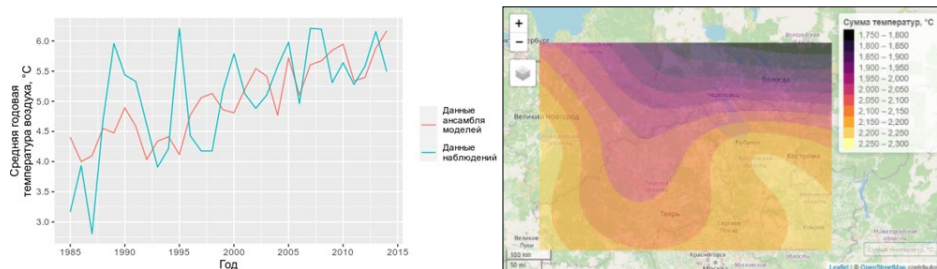 Средняя годовая
температура воздуха, °C
6.0
5.5
5.0
4.5
4.0
3.5
3.0
1985
1990
1995
2000
2005
2010
2015
Год
Данные
ансамбля
моделей
Данные
наблюдений
+
−
Сумма температур, °C
1,750 – 1,800
1,800 – 1,850
1,850 – 1,900
1,900 – 1,950
1,950 – 2,000
2,000 – 2,050
2,050 – 2,100
2,100 – 2,150
2,150 – 2,200
2,200 – 2,250
2,250 – 2,300
Вологда
Череповец
Великий Новгород
Кострома
Тверь
Великие
Луки
Красногорск
Москва
100 km
50 mi
Leaflet | © OpenStreetMap